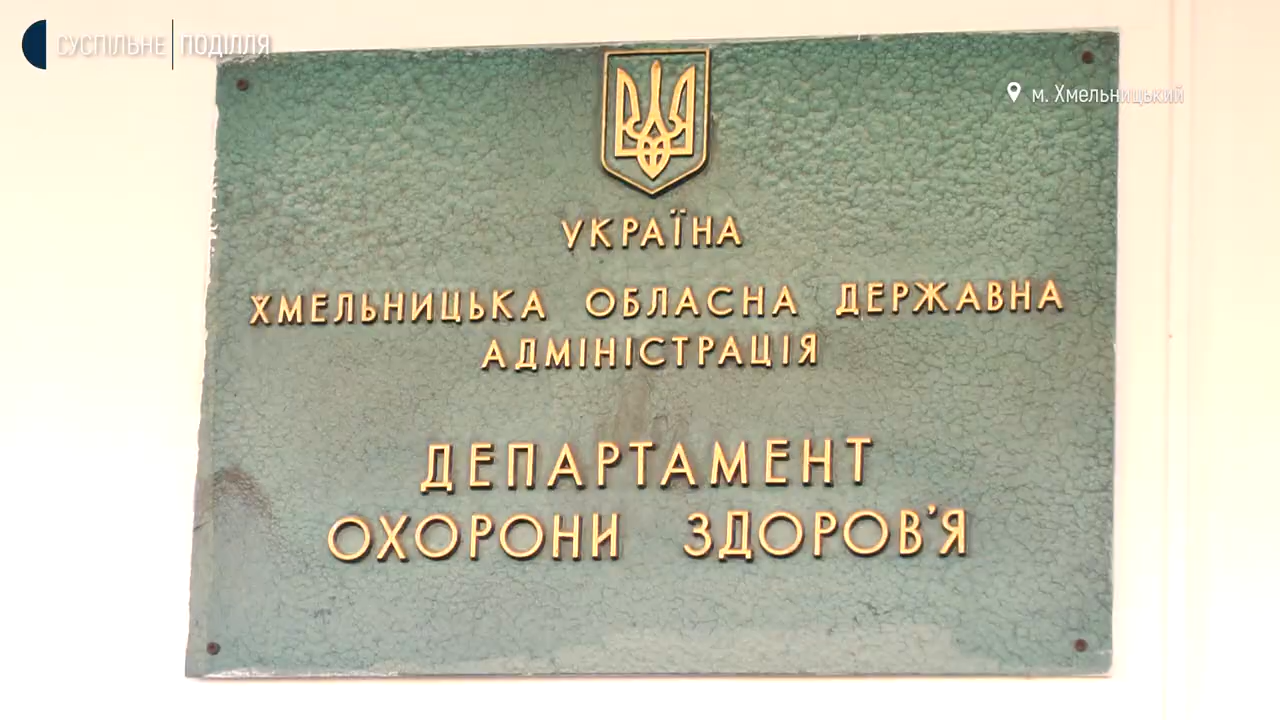 СУСПІЛЬНЕ | ПОДІЛЛЯ
м. Хмельницький
УКРАЇНА
ХМЕЛЬНИЦЬКА ОБЛАСНА ДЕРЖАВНА
АДМІНІСТРАЦІЯ
ДЕПАРТАМЕНТ
ОХОРОНИ ЗДОРОВ'Я